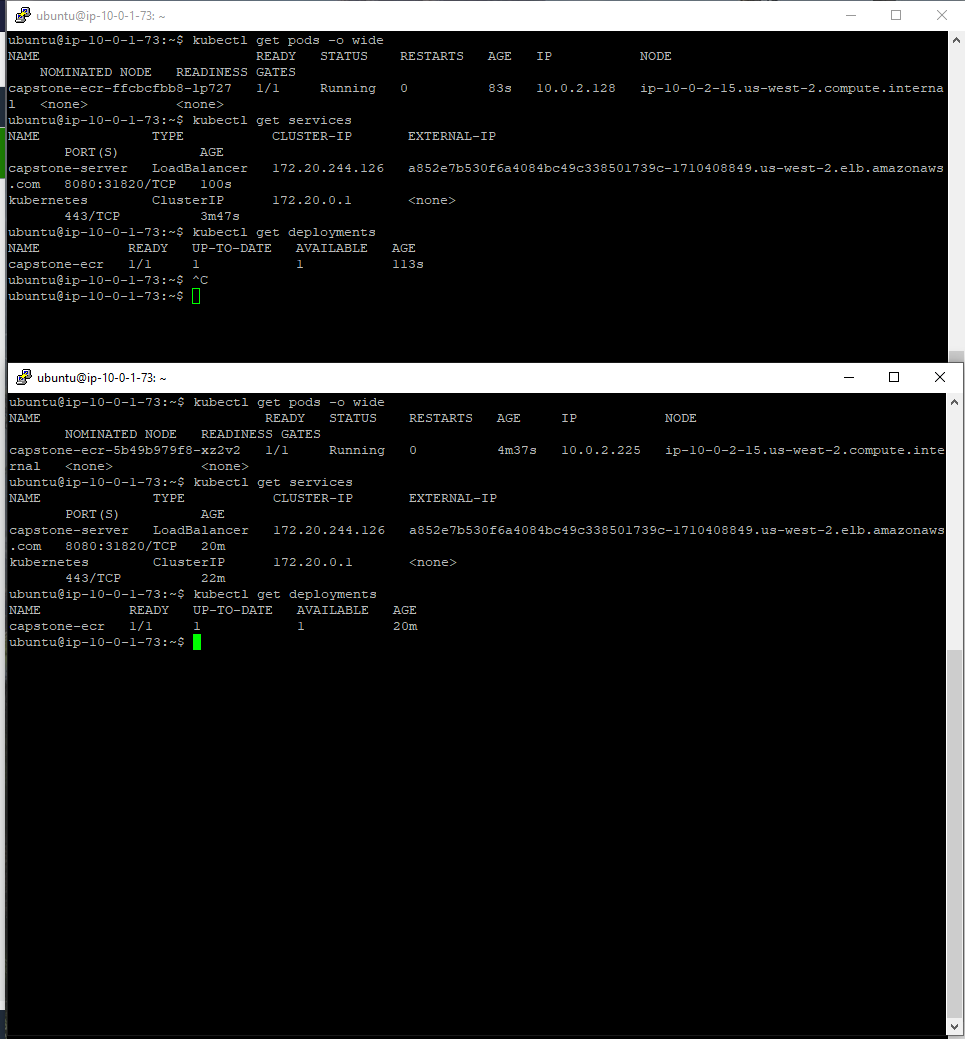 ubuntu@ip-10-0-1-73: ~
ubuntu@ip-10-0-1-73:~$ kubectl get pods -o wide
NAME READY STATUS RESTARTS AGE IP NODE
NOMINATED NODE READINESS GATES
capstone-ecr-ffcbcfbb8-lp727 1/1 Running 0 83s 10.0.2.128 ip-10-0-2-15.us-west-2.compute.interna
l <none> <none>
ubuntu@ip-10-0-1-73:~$ kubectl get services
NAME TYPE CLUSTER-IP EXTERNAL-IP
PORT(S) AGE
capstone-server LoadBalancer 172.20.244.126 a852e7b530f6a4084bc49c338501739c-1710408849.us-west-2.elb.amazonaws
.com 8080:31820/TCP 100s
kubernetes ClusterIP 172.20.0.1 <none>
443/TCP 3m47s
ubuntu@ip-10-0-1-73:~$ kubectl get deployments
NAME READY UP-TO-DATE AVAILABLE AGE
capstone-ecr 1/1 1 1 113s
ubuntu@ip-10-0-1-73:~$ ^C
ubuntu@ip-10-0-1-73:~$
ubuntu@ip-10-0-1-73: ~
ubuntu@ip-10-0-1-73:~$ kubectl get pods -o wide
NAME READY STATUS RESTARTS AGE IP NODE
NOMINATED NODE READINESS GATES
capstone-ecr-5b49b979f8-xz2v2 1/1 Running 0 4m37s 10.0.2.225 ip-10-0-2-15.us-west-2.compute.inte
rnal <none> <none>
ubuntu@ip-10-0-1-73:~$ kubectl get services
NAME TYPE CLUSTER-IP EXTERNAL-IP
PORT(S) AGE
capstone-server LoadBalancer 172.20.244.126 a852e7b530f6a4084bc49c338501739c-1710408849.us-west-2.elb.amazonaws
.com 8080:31820/TCP 20m
kubernetes ClusterIP 172.20.0.1 <none>
443/TCP 22m
ubuntu@ip-10-0-1-73:~$ kubectl get deployments
NAME READY UP-TO-DATE AVAILABLE AGE
capstone-ecr 1/1 1 1 20m
ubuntu@ip-10-0-1-73:~$